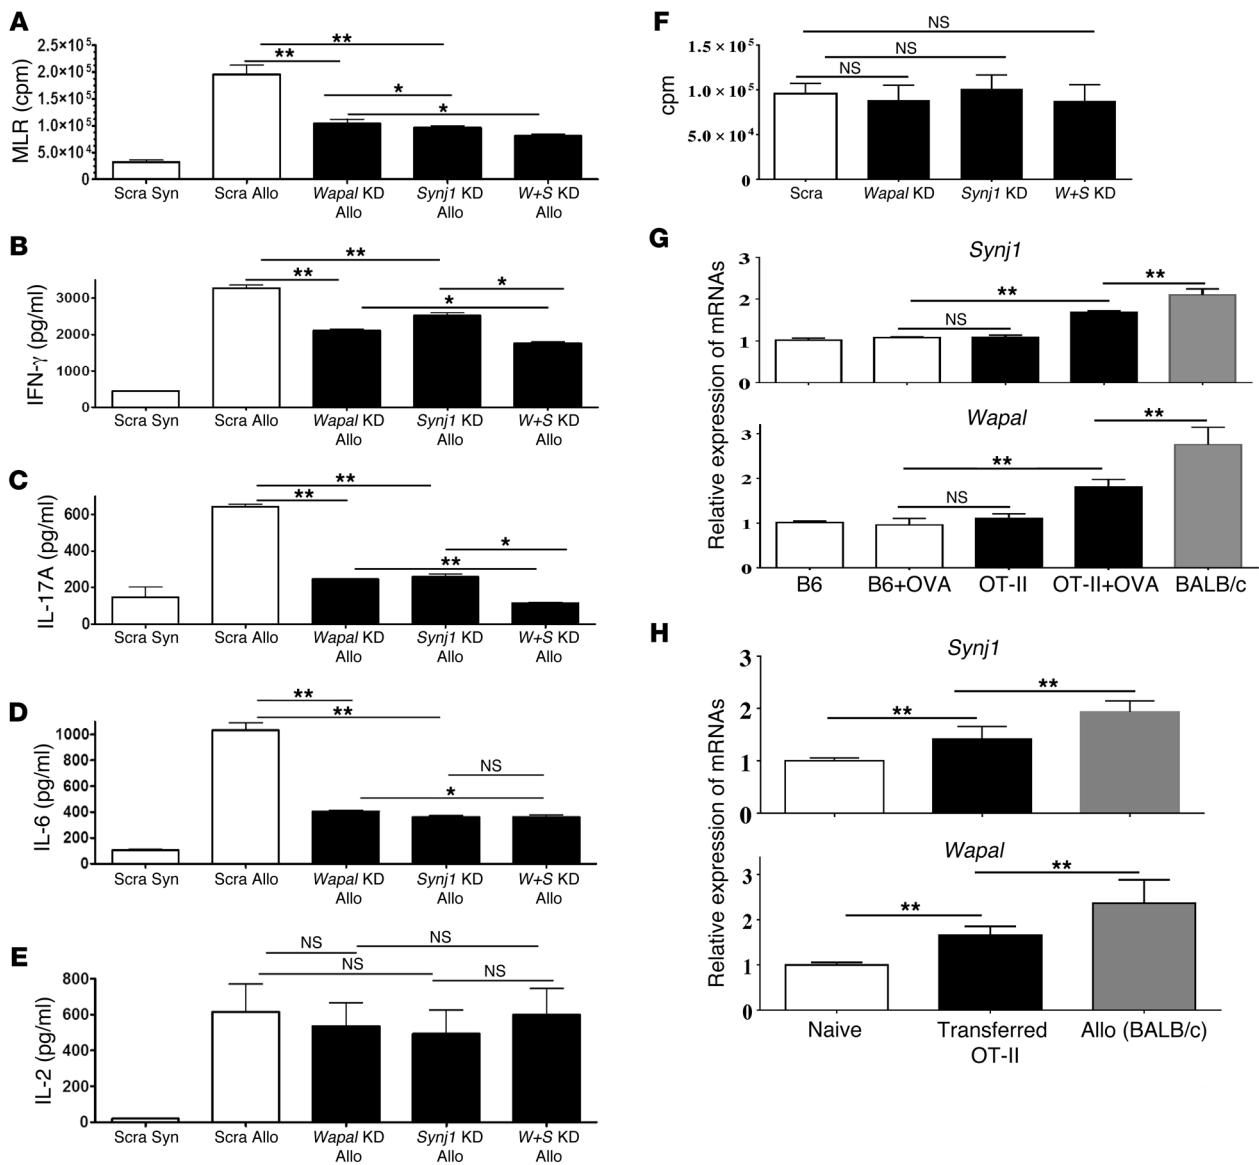 A
MLR (cpm)
2.5×10⁵
2.0×10⁵
1.5×10⁵
1.0×10⁵
5.0×10⁴
0
**
**
*
*
Scra Syn Scra Allo Wapal KD Synj1 KD W+S KD
Allo Allo Allo
B
IFN-γ (pg/ml)
3000
2000
1000
0
**
**
*
*
Scra Syn Scra Allo Wapal KD Synj1 KD W+S KD
Allo Allo Allo
C
IL-17A (pg/ml)
600
400
200
0
**
**
*
**
Scra Syn Scra Allo Wapal KD Synj1 KD W+S KD
Allo Allo Allo
D
IL-6 (pg/ml)
1000
800
600
400
200
0
**
**
NS
*
Scra Syn Scra Allo Wapal KD Synj1 KD W+S KD
Allo Allo Allo
E
IL-2 (pg/ml)
800
600
400
200
0
NS NS
NS NS
Scra Syn Scra Allo Wapal KD Synj1 KD W+S KD
Allo Allo Allo
F
cpm
1.5×10⁵
1.0×10⁵
5.0×10⁴
0
NS
NS
NS
Scra Wapal KD Synj1 KD W+S KD
G
Relative expression of mRNAs
Synj1
3
2
1
0
**
**
NS
Wapal
3
2
1
0
**
**
NS
B6 B6+OVA OT-II OT-II+OVA BALB/c
H
Relative expression of mRNAs
Synj1
3
2
1
0
**
**
Wapal
3
2
1
0
**
**
Naive Transferred Allo (BALB/c)
OT-II